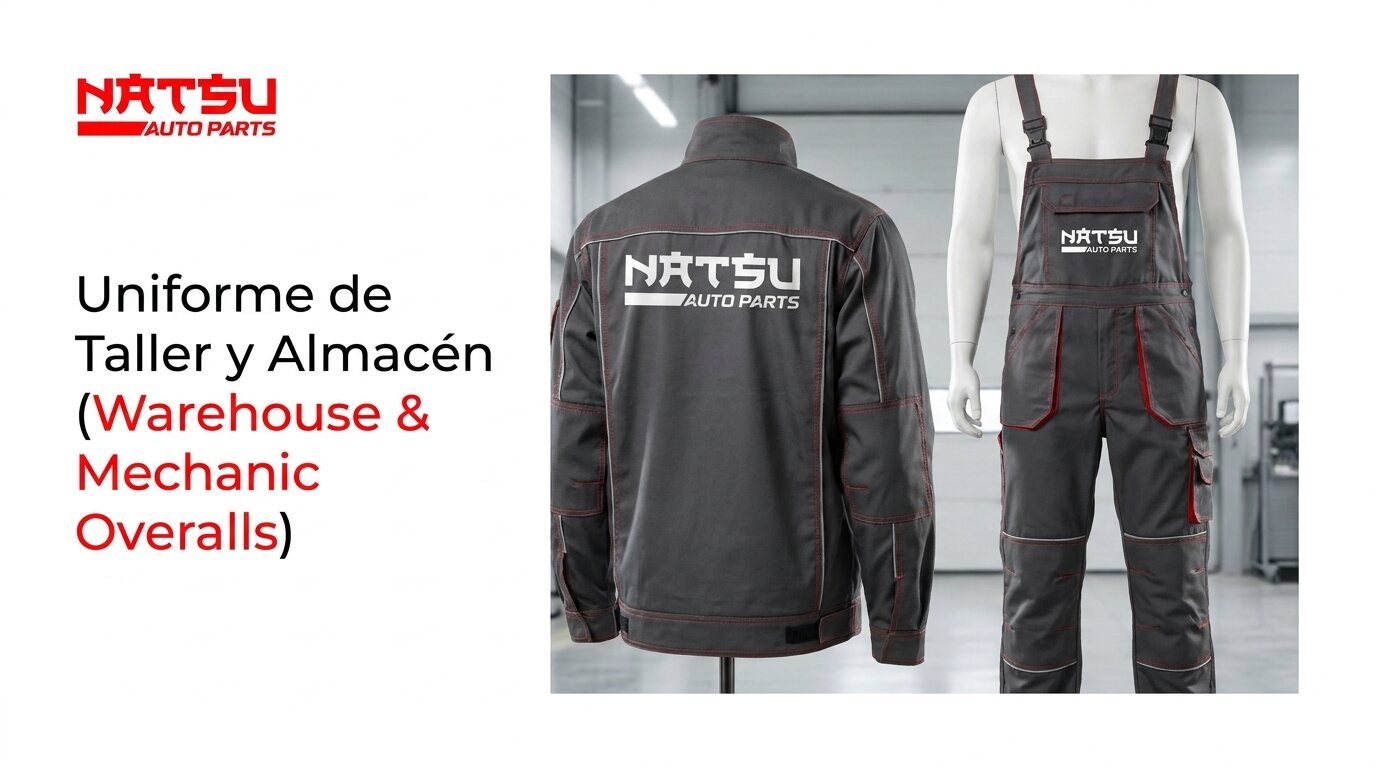 NATSU
AUTO PARTS
Uniforme de
Taller y Almacén
(Warehouse &
Mechanic
Overalls)
NATSU
AUTO PARTS
NATSU
AUTO PARTS